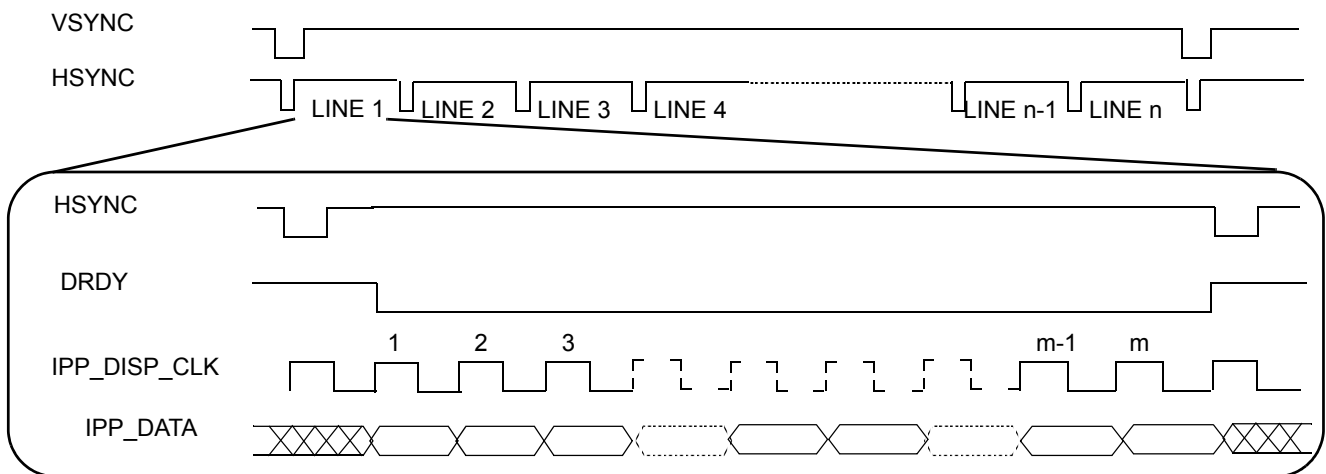 VSYNC
HSYNC
LINE 1 LINE 2 LINE 3 LINE 4 LINE n-1 LINE n
HSYNC
DRDY
1 2 3 m-1 m
IPP_DISP_CLK
IPP_DATA